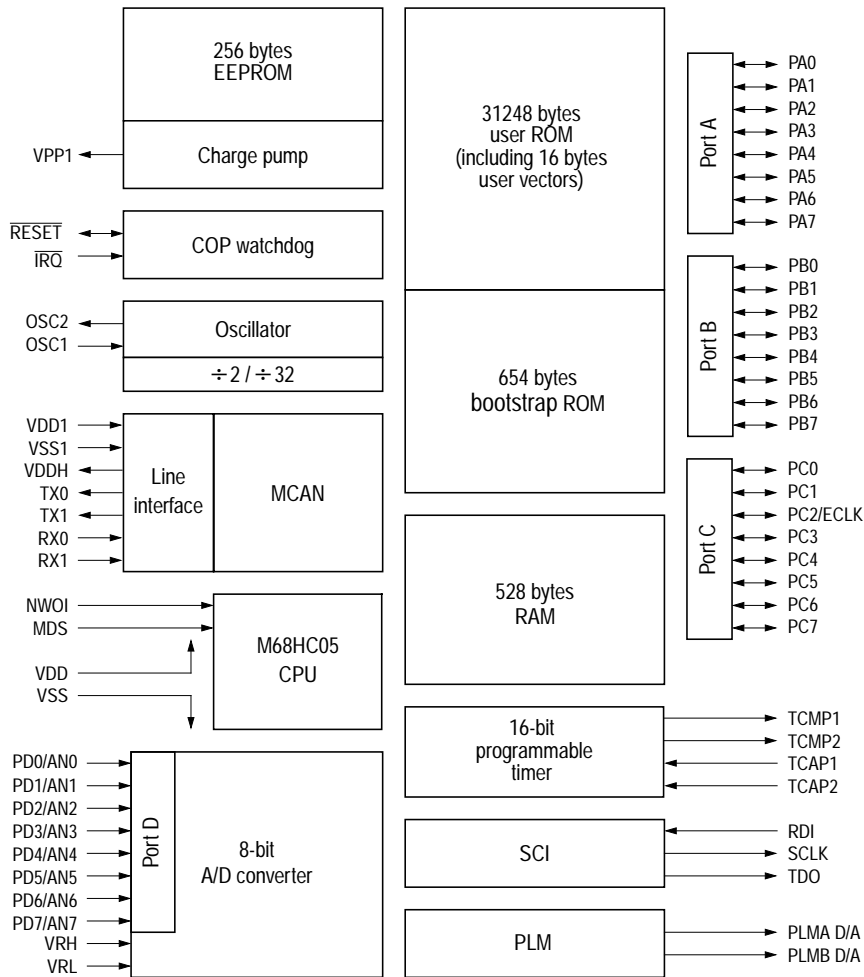 256 bytes
EEPROM
Charge pump
VPP1
RESET
IRQ
COP watchdog
OSC2
OSC1
Oscillator
÷2 / ÷32
VDD1
VSS1
VDDH
TX0
TX1
RX0
RX1
Line
interface
MCAN
NWOI
MDS
VDD
VSS
M68HC05
CPU
PD0/AN0
PD1/AN1
PD2/AN2
PD3/AN3
PD4/AN4
PD5/AN5
PD6/AN6
PD7/AN7
VRH
VRL
Port D
8-bit
A/D converter
31248 bytes
user ROM
(including 16 bytes
user vectors)
654 bytes
bootstrap ROM
528 bytes
RAM
16-bit
programmable
timer
SCI
PLM
Port A
PA0
PA1
PA2
PA3
PA4
PA5
PA6
PA7
Port B
PB0
PB1
PB2
PB3
PB4
PB5
PB6
PB7
Port C
PC0
PC1
PC2/ECLK
PC3
PC4
PC5
PC6
PC7
TCMP1
TCMP2
TCAP1
TCAP2
RDI
SCLK
TDO
PLMA D/A
PLMB D/A